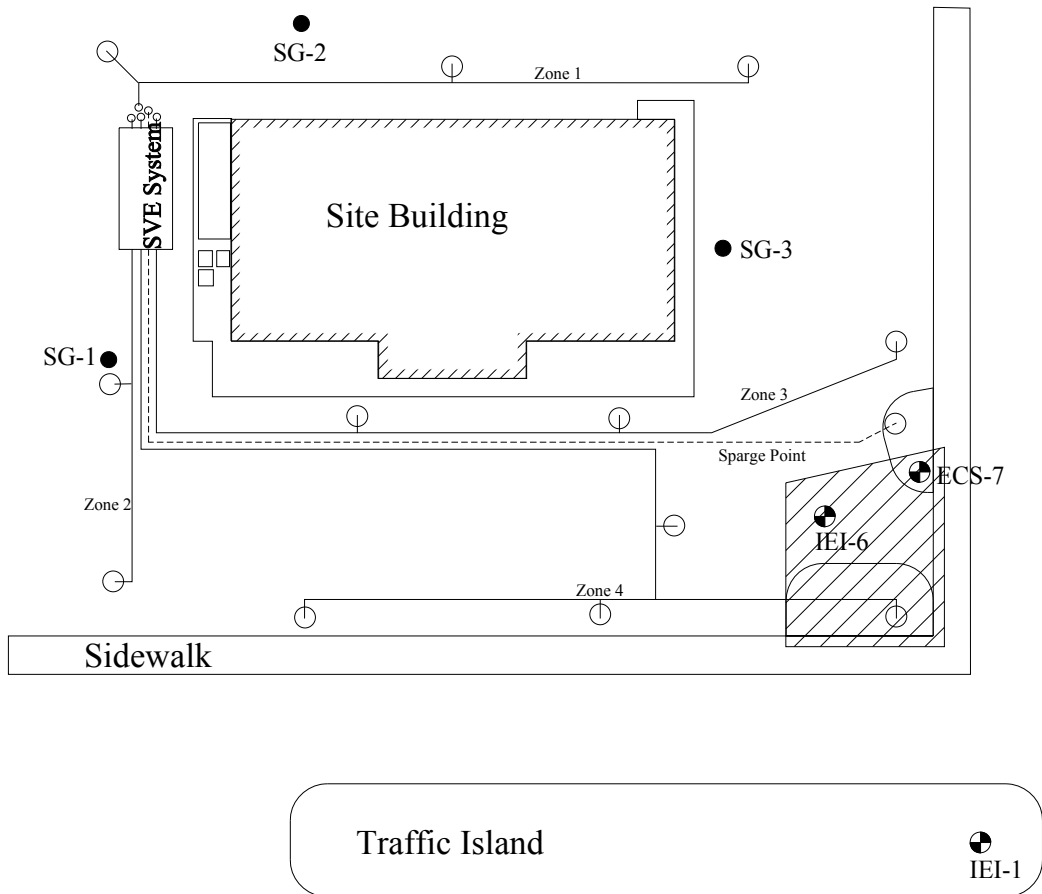 SG-2
Zone 1
SVE System
Site Building
SG-3
SG-1
Zone 3
Sparge Point
ECS-7
Zone 2
IEI-6
Zone 4
Sidewalk
Traffic Island
IEI-1